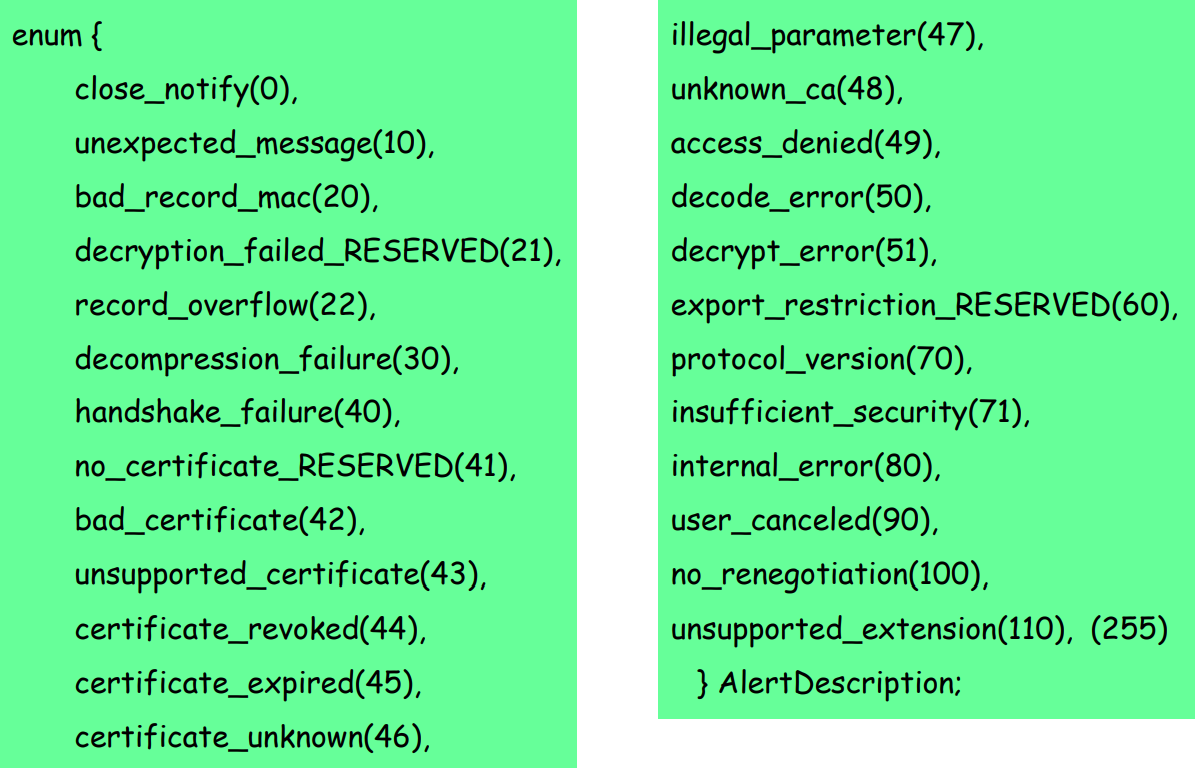 enum {
close_notify(0),
unexpected_message(10),
bad_record_mac(20),
decryption_failed_RESERVED(21),
record_overflow(22),
decompression_failure(30),
handshake_failure(40),
no_certificate_RESERVED(41),
bad_certificate(42),
unsupported_certificate(43),
certificate_revoked(44),
certificate_expired(45),
certificate_unknown(46),
illegal_parameter(47),
unknown_ca(48),
access_denied(49),
decode_error(50),
decrypt_error(51),
export_restriction_RESERVED(60),
protocol_version(70),
insufficient_security(71),
internal_error(80),
user_canceled(90),
no_renegotiation(100),
unsupported_extension(110), (255)
} AlertDescription;